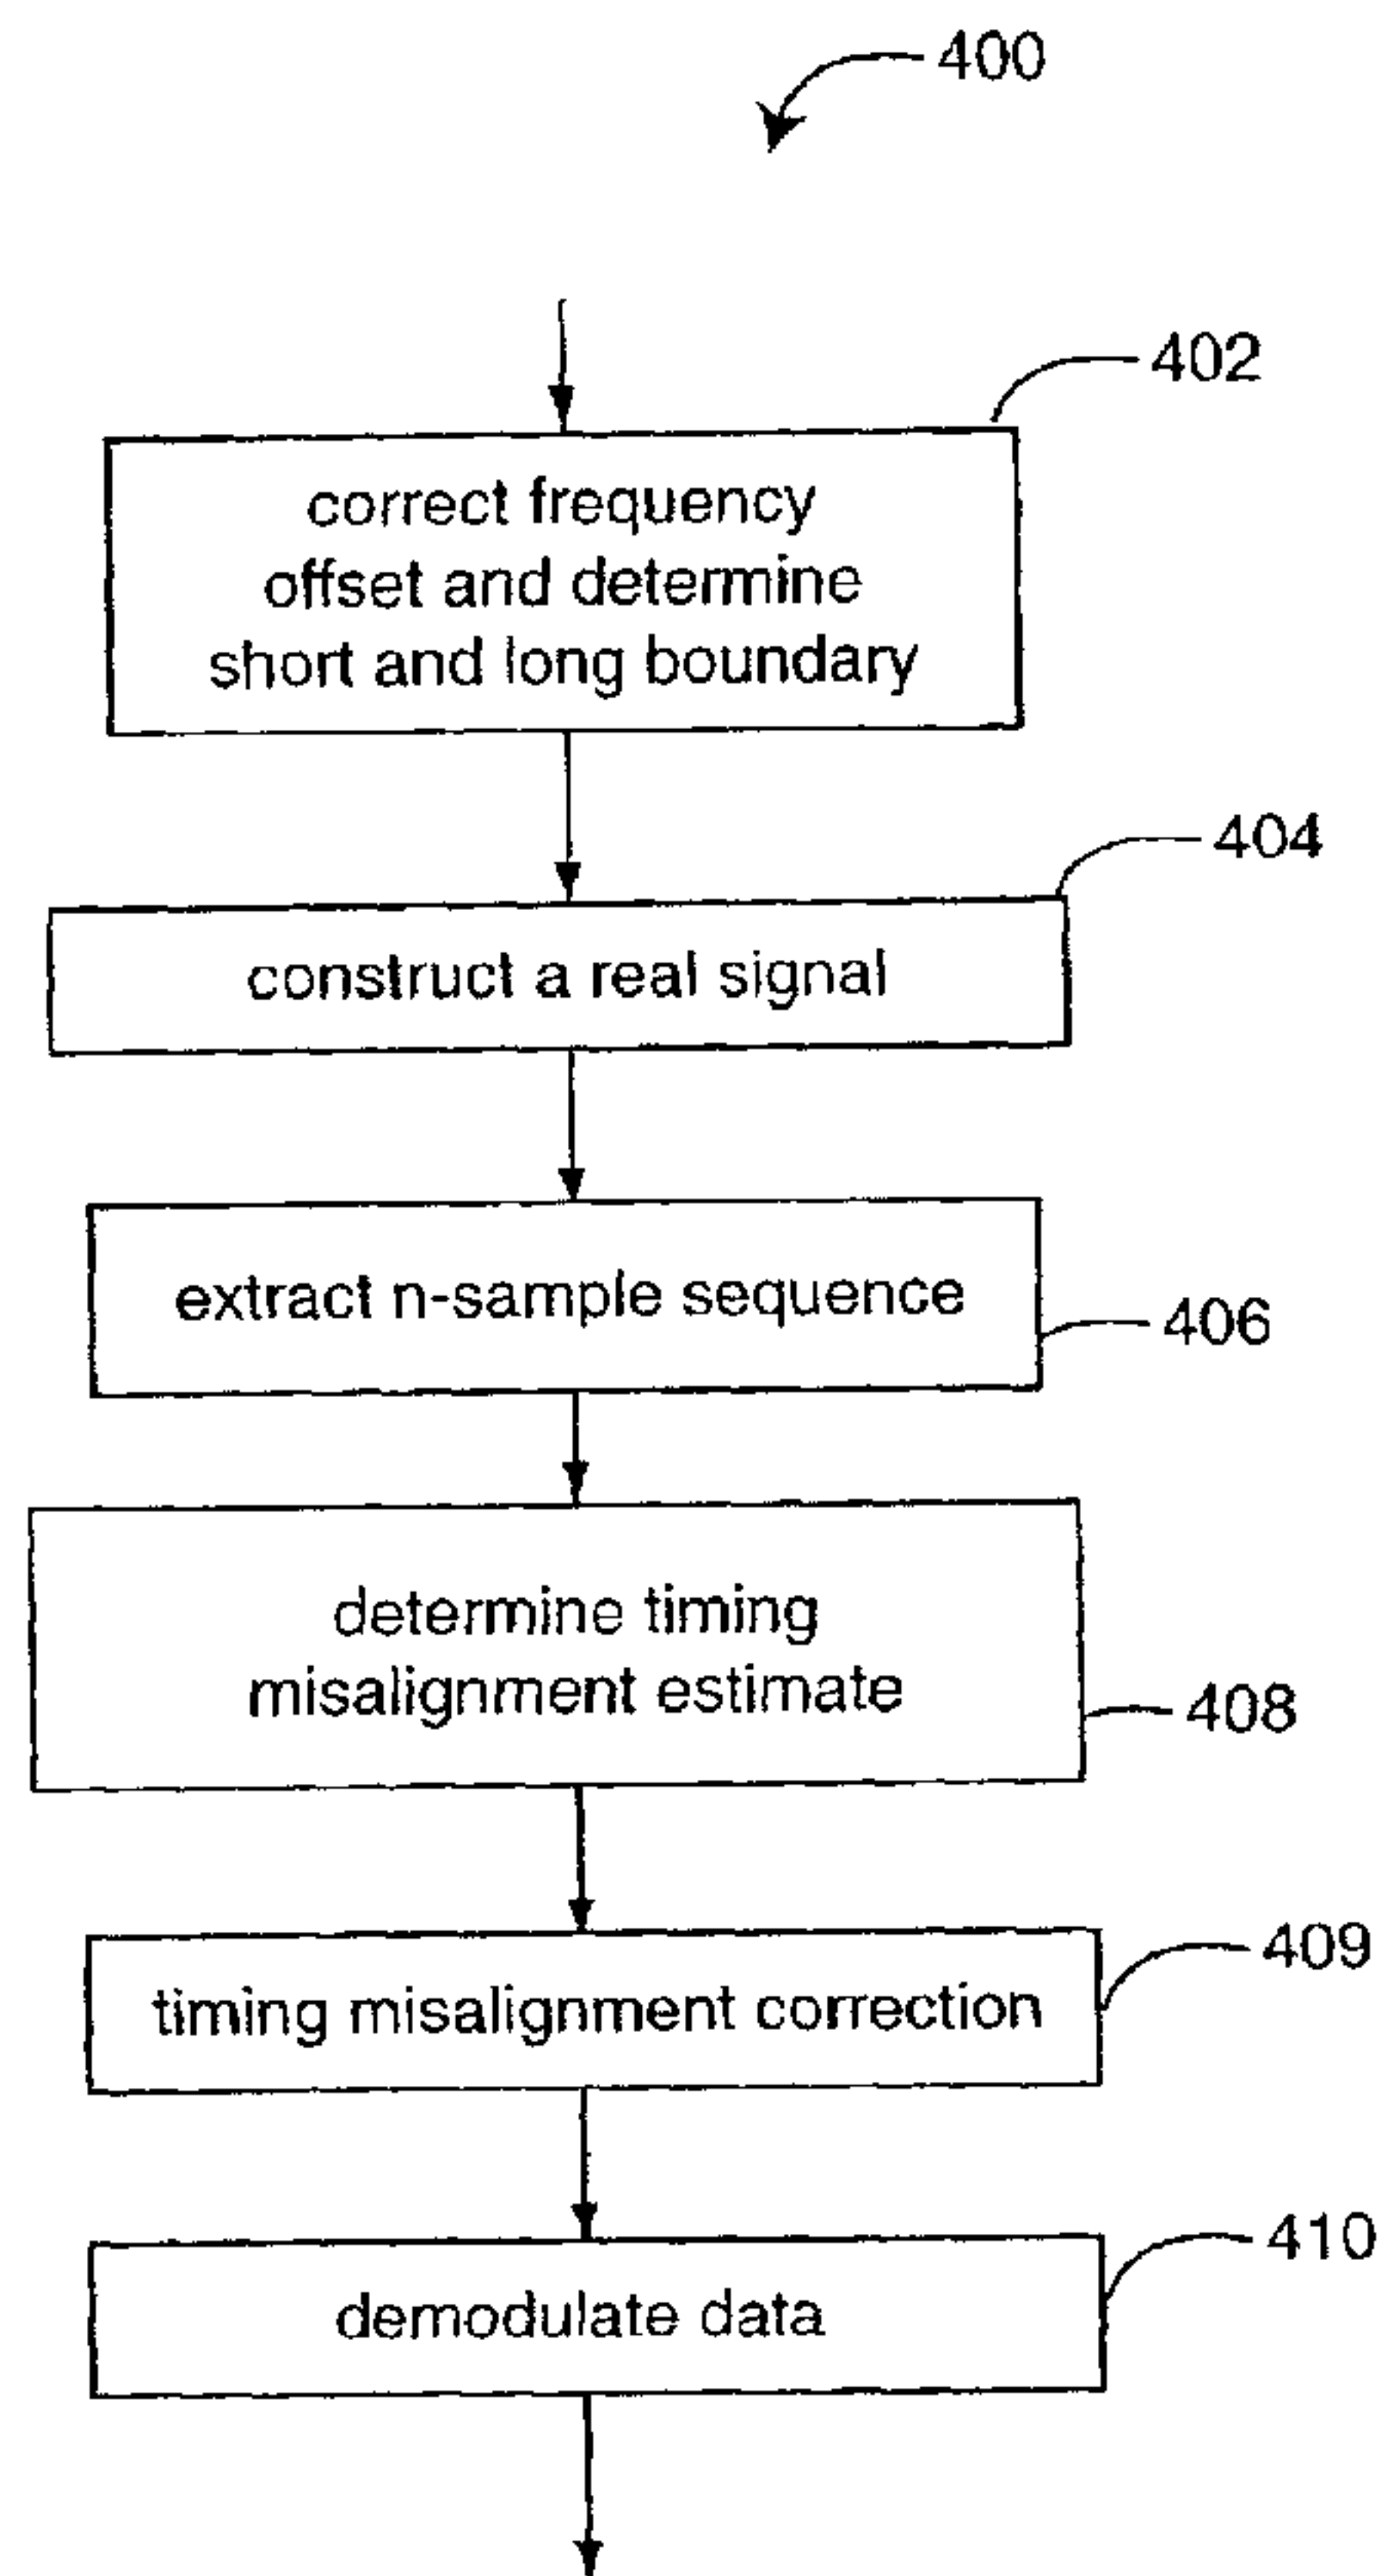 400
402
correct frequency
offset and determine
short and long boundary
404
construct a real signal
extract n-sample sequence
406
determine timing
misalignment estimate
408
409
timing misalignment correction
410
demodulate data